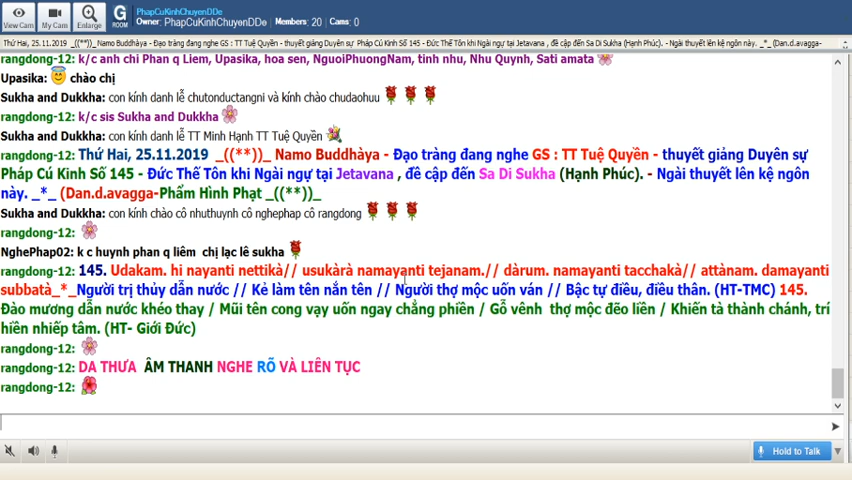 View Cam
My Cam
Enlarge
G
ROOM
PhapCuKinhChuyenDDe
Owner: PhapCuKinhChuyenDDe Members: 20 Cams: 0
Thứ Hai, 25.11.2019 _((**))_ Namo Buddhàya - Đạo tràng đang nghe GS : TT Tuệ Quyền - thuyết giảng Duyên sự Pháp Cú Kinh Số 145 - Đức Thế Tôn khi Ngài ngự tại Jetavana , đề cập đến Sa Di Sukha (Hạnh Phúc). - Ngài thuyết lên kệ ngôn này. _*_ (Dan.d.avagga-
rangdong-12: k/c anh chi Phan q Liem, Upasika, hoa sen, NguoiPhuongNam, tinh nhu, Nhu Quynh, Sati amata
Upasika: chào chị
Sukha and Dukkha: con kính danh lễ chutonductangni và kính chào chudaohuu
rangdong-12: k/c sis Sukha and Dukkha
Sukha and Dukkha: con kính danh lễ TT Minh Hạnh TT Tuệ Quyền
rangdong-12: Thứ Hai, 25.11.2019 _((**))_ Namo Buddhàya - Đạo tràng đang nghe GS : TT Tuệ Quyền - thuyết giảng Duyên sự
Pháp Cú Kinh Số 145 - Đức Thế Tôn khi Ngài ngự tại Jetavana , đề cập đến Sa Di Sukha (Hạnh Phúc). - Ngài thuyết lên kệ ngôn
này. _*_ (Dan.d.avagga-Phẩm Hình Phạt _((**))_
Sukha and Dukkha: con kính chào cô nhuthuynh cô nghephap cô rangdong
rangdong-12:
NghePhap02: k c huynh phan q liêm chị lạc lê sukha
rangdong-12: 145. Udakam. hi nayanti nettikà// usukàrà namayanti tejanam.// dàrum. namayanti tacchakà// attànam. damayanti
subbatà_*_Người trị thủy dẫn nước // Kẻ làm tên nắn tên // Người thợ mộc uốn ván // Bậc tự điều, điều thân. (HT-TMC) 145.
Đào mương dẫn nước khéo thay / Mũi tên cong vạy uốn ngay chẳng phiền / Gỗ vênh thợ mộc đẽo liền / Khiến tà thành chánh, trí
hiền nhiếp tâm. (HT- Giới Đức)
rangdong-12:
rangdong-12: DA THƯA ÂM THANH NGHE RÕ VÀ LIÊN TỤC
rangdong-12:
Hold to Talk